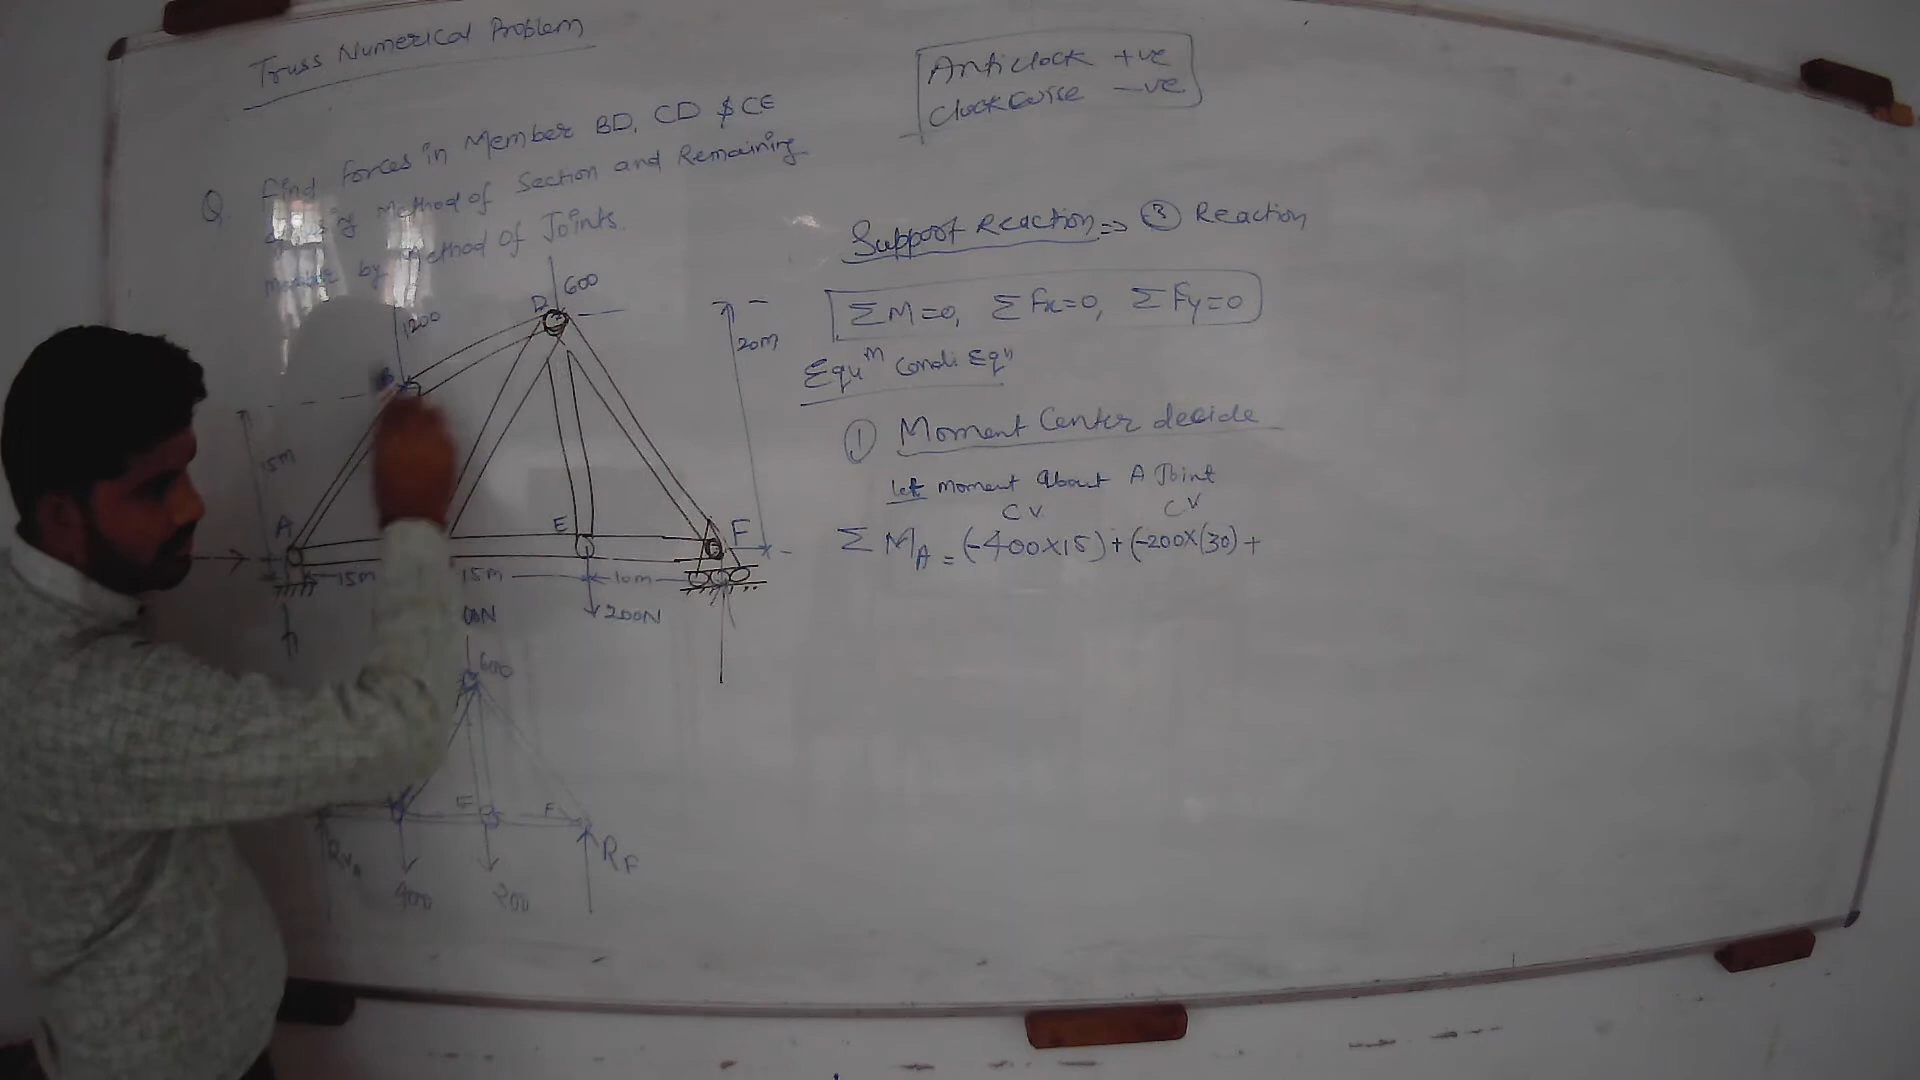 Truss Numerical Problem
Anticlock +ve
Clockwise -ve
Q. Find forces in Member BD, CD & CE
Method of Section and Remaining
by Method of Joints.
Support Reaction => ③ Reaction
ΣM=0, ΣFx=0, ΣFy=0
Equᵐ Condi. Eqⁿ
① Moment Center decide
let moment About A Joint
CV CV
ΣM_A = (-400×15) + (-200×(30) +
1200
D 600
20m
B
15m
A E F
15m 15m 10m
200N
600
E F
R_F
400 200